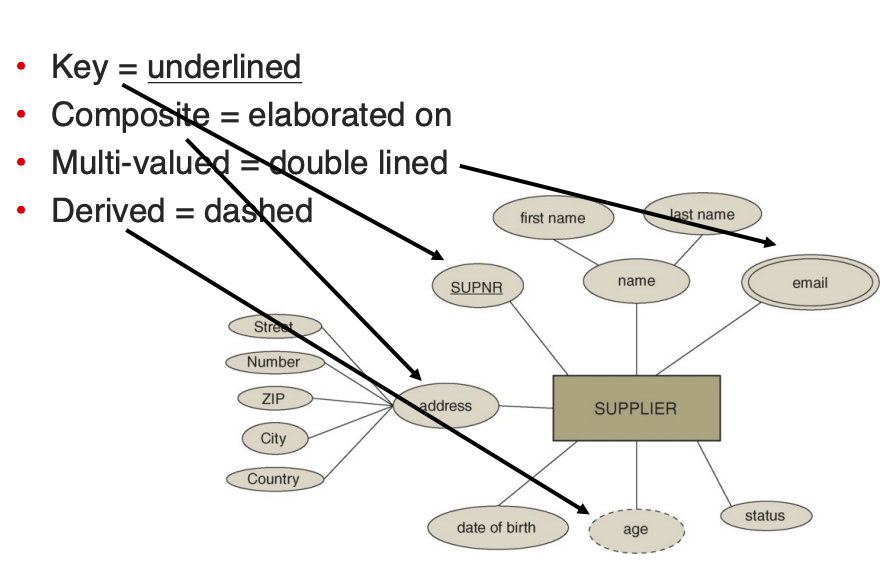 • Key = underlined
• Composite = elaborated on
• Multi-valued = double lined
• Derived = dashed
first name
last name
SUPNR
name
email
Street
Number
ZIP
City
Country
address
SUPPLIER
date of birth
age
status